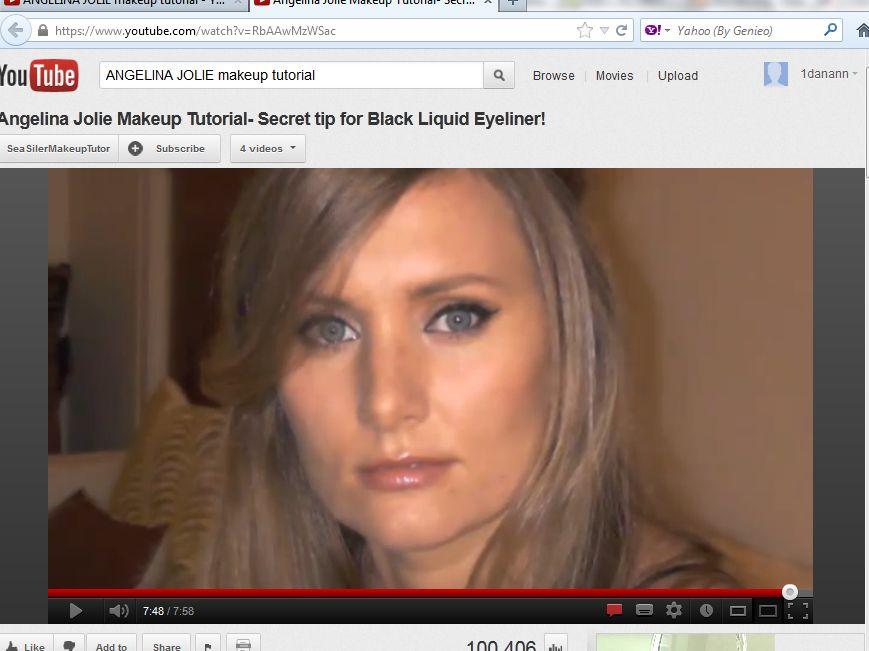 ANGELINA JOLIE makeup tutorial - Y...
Angelina Jolie Makeup Tutorial- Secr...
https://www.youtube.com/watch?v=RbAAwMzWSac
Y!
Yahoo (By Genieo)
YouTube
ANGELINA JOLIE makeup tutorial
Browse
Movies
Upload
1danann
Angelina Jolie Makeup Tutorial- Secret tip for Black Liquid Eyeliner!
SeaSilerMakeupTutor
Subscribe
4 videos
7:48 / 7:58
Like
Add to
Share
100,406